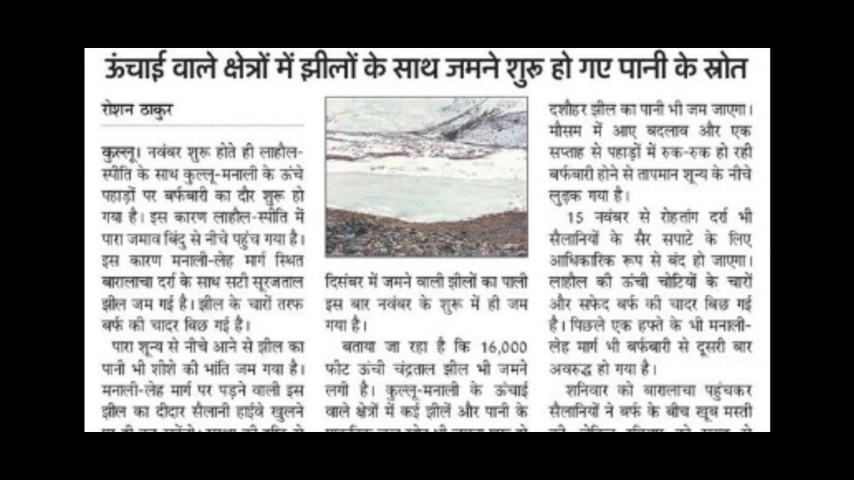 ऊंचाई वाले क्षेत्रों में झीलों के साथ जमने शुरू हो गए पानी के स्रोत
रोशन ठाकुर
कुल्लू। नवंबर शुरू होते ही लाहौल-
स्पीति के साथ कुल्लू-मनाली के ऊंचे
पहाड़ों पर बर्फबारी का दौर शुरू हो
गया है। इस कारण लाहौल-स्पीति में
पारा जमाव बिंदु से नीचे पहुंच गया है।
इस कारण मनाली-लेह मार्ग स्थित
बारालाचा दर्रा के साथ सटी सूरजताल
झील जम गई है। झील के चारों तरफ
बर्फ की चादर बिछ गई है।
पारा शून्य से नीचे आने से झील का
पानी भी शीशे की भांति जम गया है।
मनाली-लेह मार्ग पर पड़ने वाली इस
झील का दीदार सैलानी हाईवे खुलने
दिसंबर में जमने वाली झीलों का पाली
इस बार नवंबर के शुरू में ही जम
गया है।
बताया जा रहा है कि 16,000
फीट ऊंची चंद्रताल झील भी जमने
लगी है। कुल्लू-मनाली के ऊंचाई
वाले क्षेत्रों में कई झीलें और पानी के
दशौहर झील का पानी भी जम जाएगा।
मौसम में आए बदलाव और एक
सप्ताह से पहाड़ों में रुक-रुक हो रही
बर्फबारी होने से तापमान शून्य के नीचे
लुढ़क गया है।
15 नवंबर से रोहतांग दर्रा भी
सैलानियों के सैर सपाटे के लिए
आधिकारिक रूप से बंद हो जाएगा।
लाहौल की ऊंची चोटियों के चारों
और सफेद बर्फ की चादर बिछ गई
है। पिछले एक हफ्ते के भी मनाली-
लेह मार्ग भी बर्फबारी से दूसरी बार
अवरुद्ध हो गया है।
शनिवार को बारालाचा पहुंचकर
सैलानियों ने बर्फ के बीच खूब मस्ती